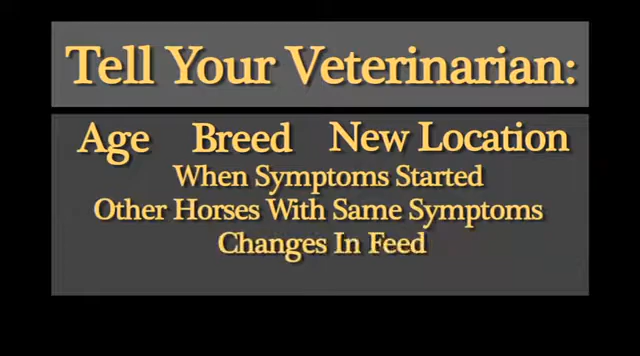 Tell Your Veterinarian:
Age Breed New Location
When Symptoms Started
Other Horses With Same Symptoms
Changes In Feed